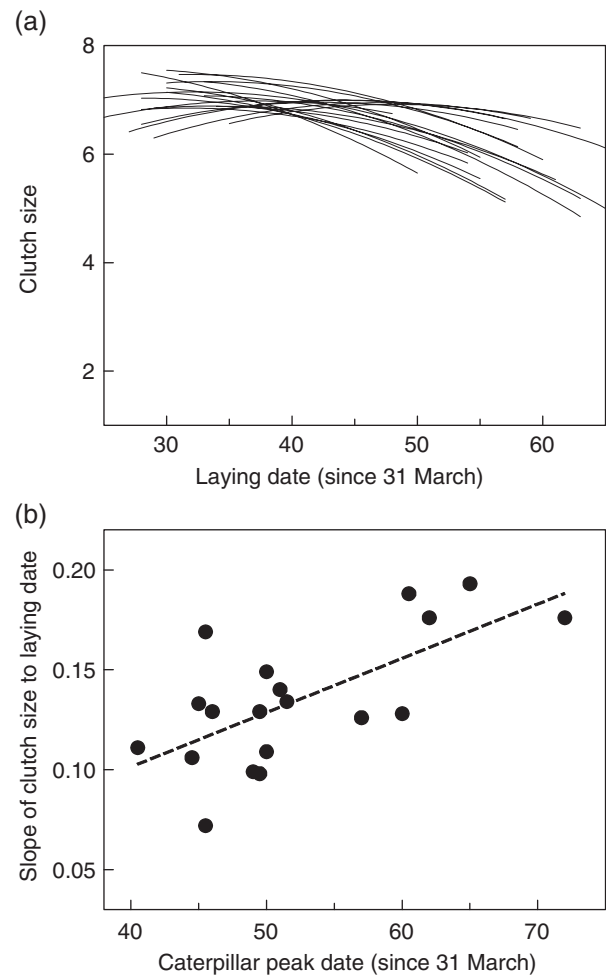 (a)
8
6
4
2
Clutch size
30 40 50 60
Laying date (since 31 March)
(b)
0.20
0.15
0.10
0.05
Slope of clutch size to laying date
40 50 60 70
Caterpillar peak date (since 31 March)